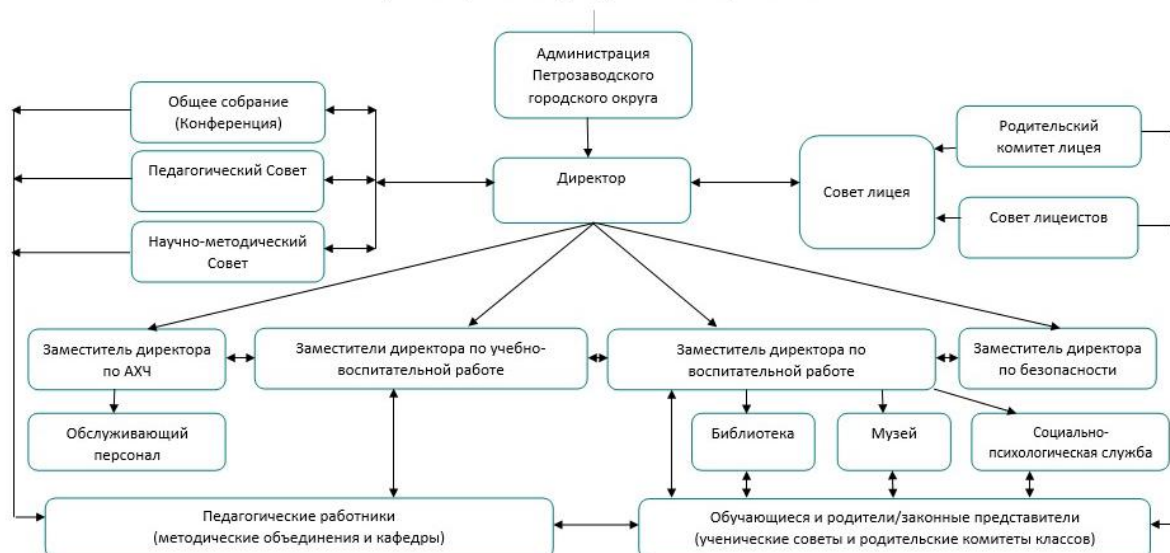 Администрация
Петрозаводского
городского округа
Общее собрание
(Конференция)
Педагогический Совет
Научно-методический
Совет
Директор
Совет лицея
Родительский
комитет лицея
Совет лицеистов
Заместитель директора
по АХЧ
Заместители директора по учебно-
воспитательной работе
Заместитель директора по
воспитательной работе
Заместитель директора
по безопасности
Обслуживающий
персонал
Библиотека
Музей
Социально-
психологическая служба
Педагогические работники
(методические объединения и кафедры)
Обучающиеся и родители/законные представители
(ученические советы и родительские комитеты классов)